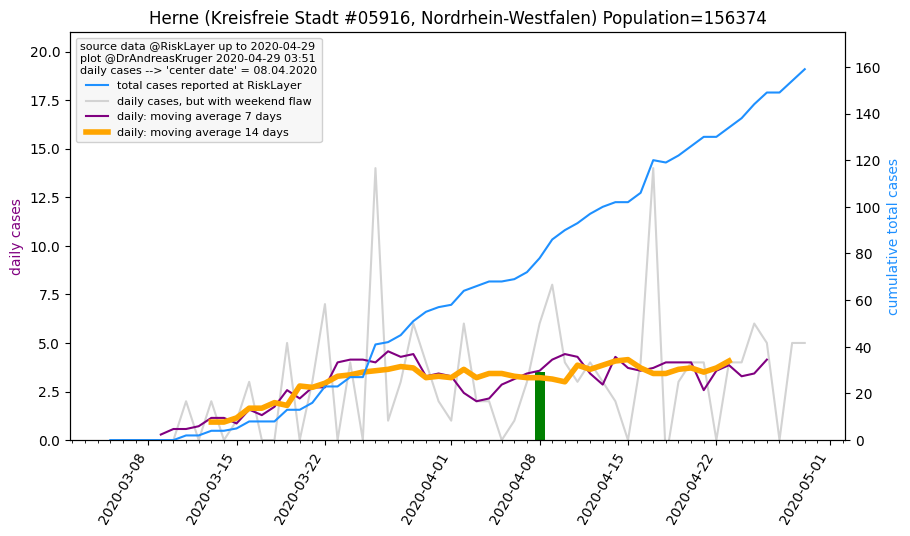 Herne (Kreisfreie Stadt #05916, Nordrhein-Westfalen) Population=156374
source data @RiskLayer up to 2020-04-29
plot @DrAndreasKruger 2020-04-29 03:51
daily cases --> 'center date' = 08.04.2020
total cases reported at RiskLayer
daily cases, but with weekend flaw
daily: moving average 7 days
daily: moving average 14 days
daily cases
20.0
17.5
15.0
12.5
10.0
7.5
5.0
2.5
0.0
cumulative total cases
160
140
120
100
80
60
40
20
0
2020-03-08
2020-03-15
2020-03-22
2020-04-01
2020-04-08
2020-04-15
2020-04-22
2020-05-01